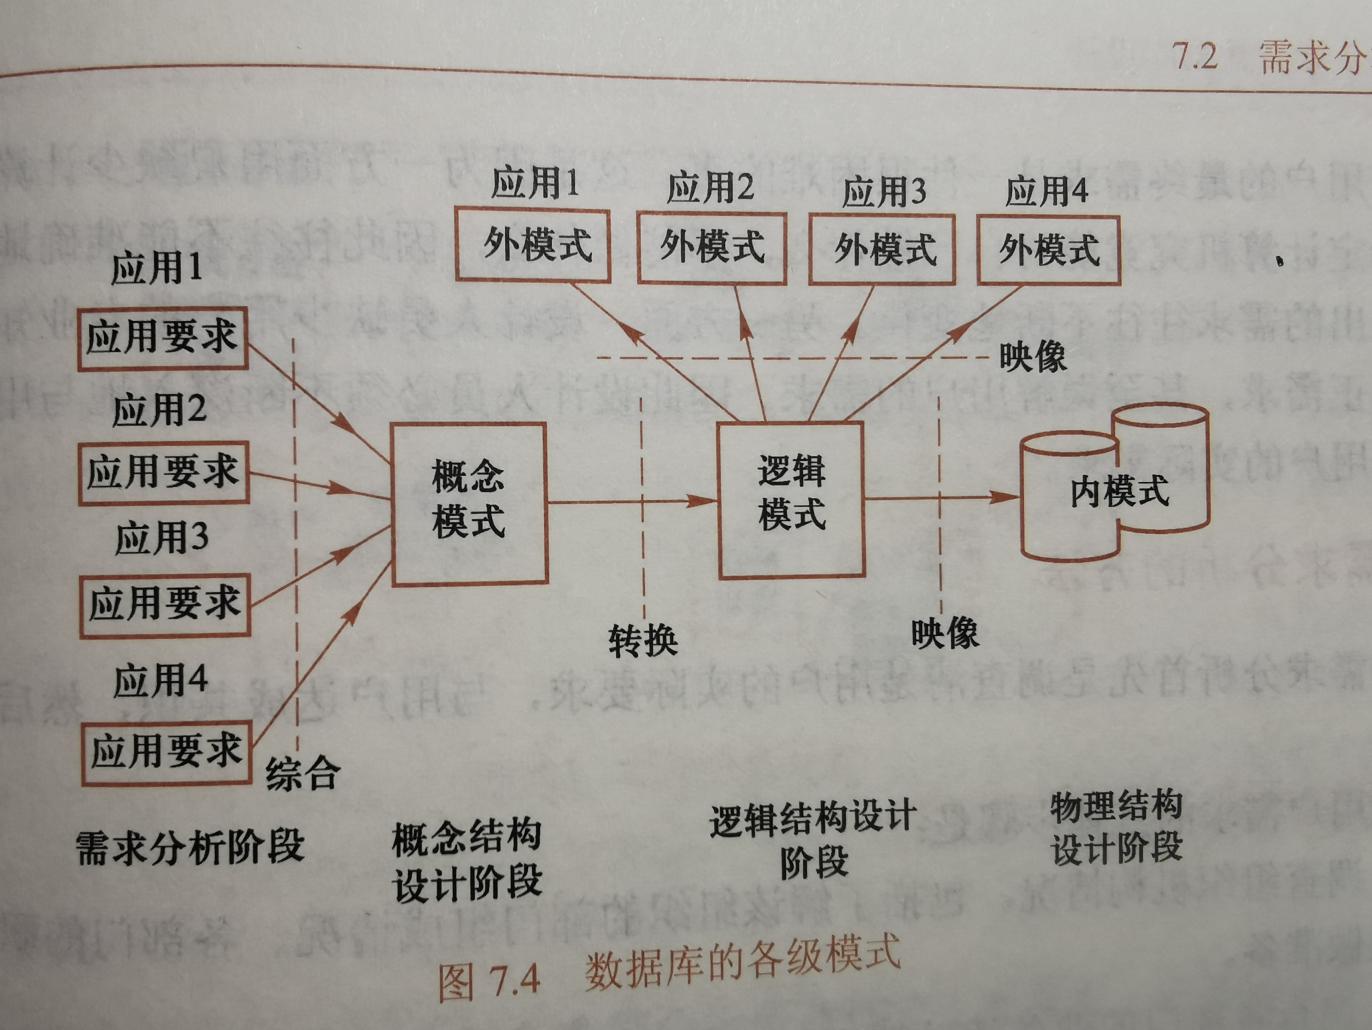 7.2 需求分
应用1
应用2
应用3
应用4
外模式
外模式
外模式
外模式
映像
应用1
应用要求
应用2
应用要求
应用3
应用要求
应用4
应用要求
综合
概念
模式
转换
逻辑
模式
映像
内模式
需求分析阶段
概念结构
设计阶段
逻辑结构设计
阶段
物理结构
设计阶段
图 7.4 数据库的各级模式